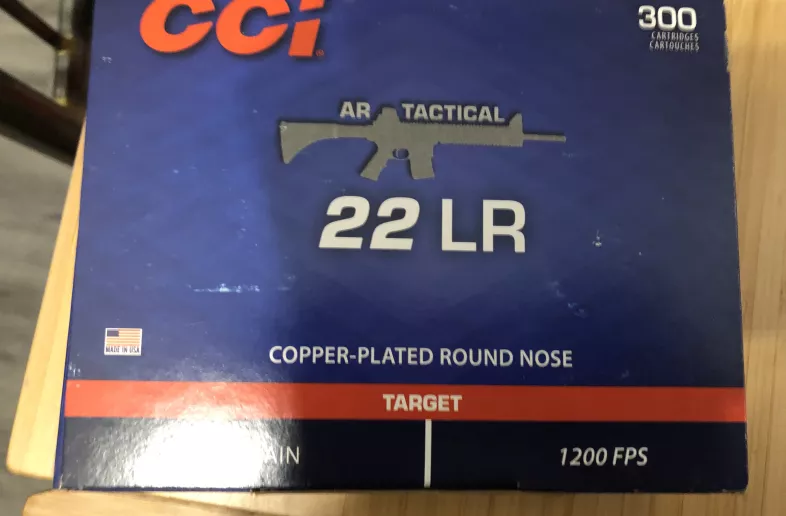 CCI
300
CARTRIDGES
CARTOUCHES
AR TACTICAL
22 LR
MADE IN USA
COPPER-PLATED ROUND NOSE
TARGET
1200 FPS